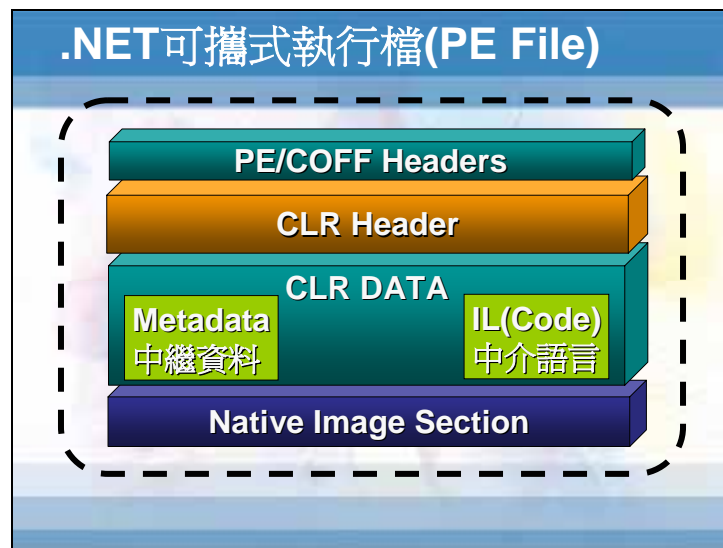 .NET可攜式執行檔(PE File)
PE/COFF Headers
CLR Header
CLR DATA
Metadata
中繼資料
IL(Code)
中介語言
Native Image Section